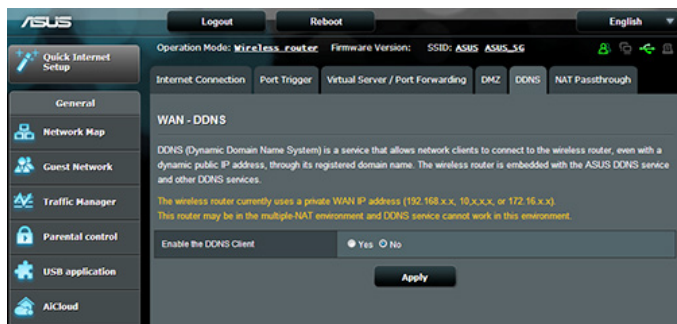 ASUS
Logout
Reboot
English
Quick Internet Setup
Operation Mode: Wireless router Firmware Version: SSID: ASUS ASUS_5G
Internet Connection
Port Trigger
Virtual Server / Port Forwarding
DMZ
DDNS
NAT Passthrough
General
Network Map
Guest Network
Traffic Manager
Parental control
USB application
AiCloud
WAN - DDNS
DDNS (Dynamic Domain Name System) is a service that allows network clients to connect to the wireless router, even with a
dynamic public IP address, through its registered domain name. The wireless router is embedded with the ASUS DDNS service
and other DDNS services.
The wireless router currently uses a private WAN IP address (192.168.x.x, 10,x,x,x, or 172.16.x.x).
This router may be in the multiple-NAT environment and DDNS service cannot work in this environment.
Enable the DDNS Client
Yes No
Apply